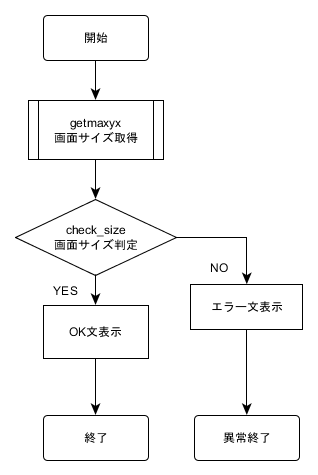 開始
getmaxyx
画面サイズ取得
check_size
画面サイズ判定
NO
YES
エラー文表示
OK文表示
終了
異常終了